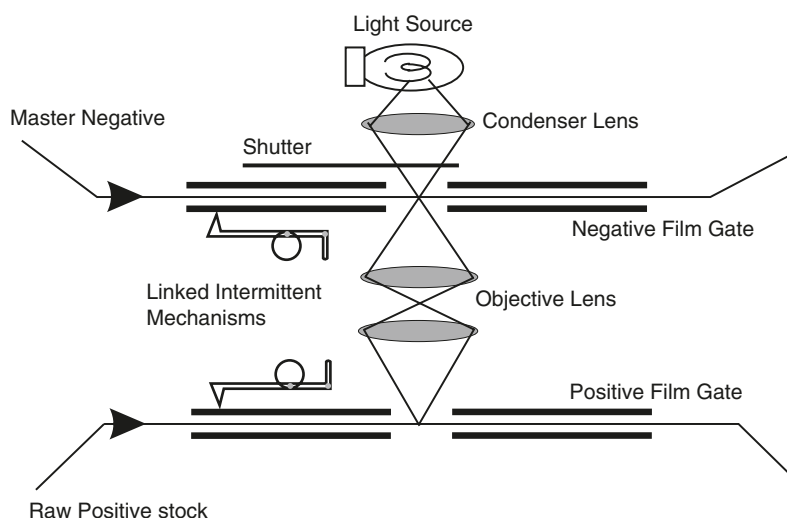 Light Source
Master Negative
Condenser Lens
Shutter
Negative Film Gate
Linked Intermittent
Mechanisms
Objective Lens
Positive Film Gate
Raw Positive stock